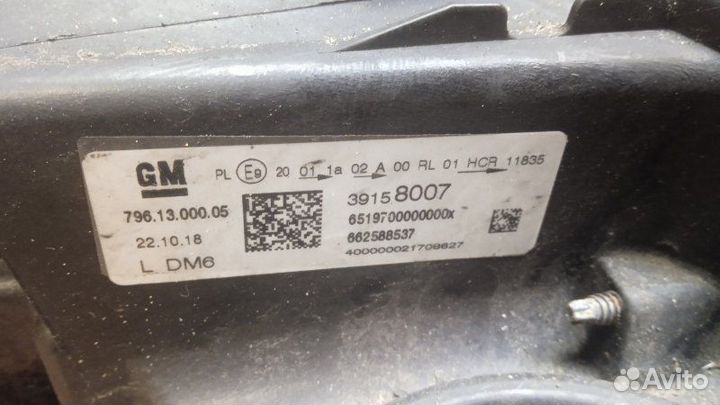 GM PL E9 20 01 1a 02 A 00 RL 01 HCR 11835
796.13.000.05
39158007
6519700000000X
22.10.18
662588537
L DM6
400000021708627
Avito